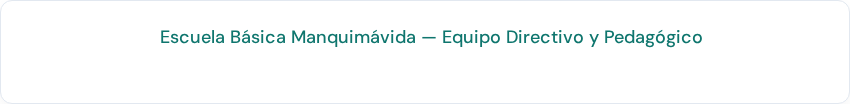 Escuela Básica Manquimávida — Equipo Directivo y Pedagógico